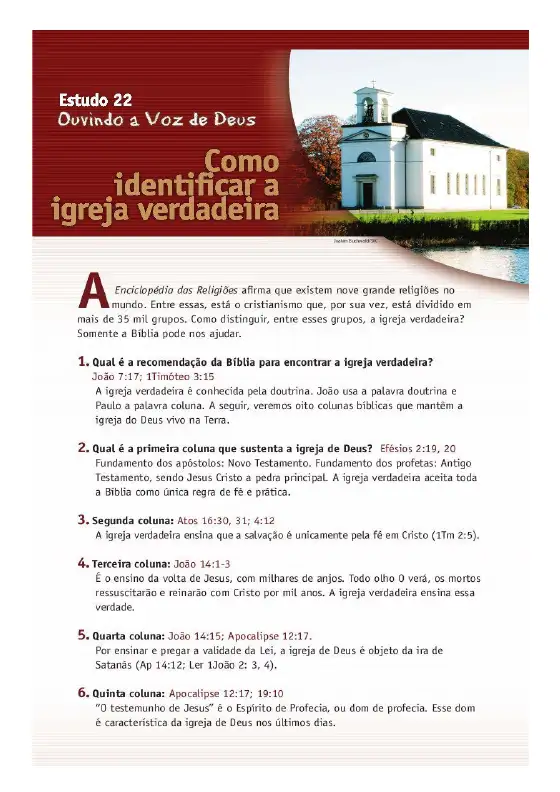 Estudo 22
Ouvindo a Voz de Deus
Como
identificar a
igreja verdadeira
A Enciclopédia das Religiões afirma que existem nove grande religiões no
mundo. Entre essas, está o cristianismo que, por sua vez, está dividido em
mais de 35 mil grupos. Como distinguir, entre esses grupos, a igreja verdadeira?
Somente a Bíblia pode nos ajudar.
1. Qual é a recomendação da Bíblia para encontrar a igreja verdadeira?
João 7:17; 1Timóteo 3:15
A igreja verdadeira é conhecida pela doutrina. João usa a palavra doutrina e
Paulo a palavra coluna. A seguir, veremos oito colunas bíblicas que mantêm a
igreja do Deus vivo na Terra.
2. Qual é a primeira coluna que sustenta a igreja de Deus? Efésios 2:19, 20
Fundamento dos apóstolos: Novo Testamento. Fundamento dos profetas: Antigo
Testamento, sendo Jesus Cristo a pedra principal. A igreja verdadeira aceita toda
a Bíblia como única regra de fé e prática.
3. Segunda coluna: Atos 16:30, 31; 4:12
A igreja verdadeira ensina que a salvação é unicamente pela fé em Cristo (1Tm 2:5).
4. Terceira coluna: João 14:1-3
É o ensino da volta de Jesus, com milhares de anjos. Todo olho O verá, os mortos
ressuscitarão e reinarão com Cristo por mil anos. A igreja verdadeira ensina essa
verdade.
5. Quarta coluna: João 14:15; Apocalipse 12:17.
Por ensinar e pregar a validade da Lei, a igreja de Deus é objeto da ira de
Satanás (Ap 14:12; Ler 1João 2: 3, 4).
6. Quinta coluna: Apocalipse 12:17; 19:10
“O testemunho de Jesus” é o Espírito de Profecia, ou dom de profecia. Esse dom
é característica da igreja de Deus nos últimos dias.